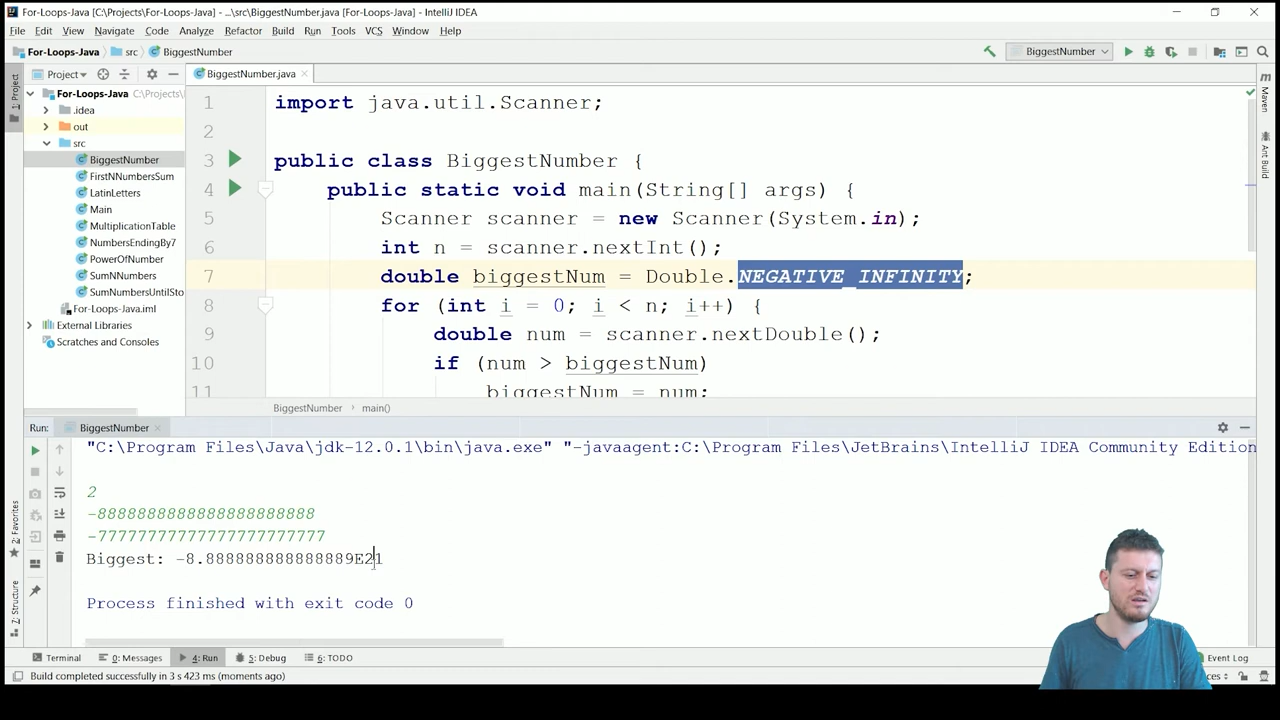 For-Loops-Java [C:\Projects\For-Loops-Java] - ...\src\BiggestNumber.java [For-Loops-Java] - IntelliJ IDEA
File Edit View Navigate Code Analyze Refactor Build Run Tools VCS Window Help
For-Loops-Java src BiggestNumber BiggestNumber
1: Project
Project BiggestNumber.java
For-Loops-Java C:\Projects\
.idea
out
src
BiggestNumber
FirstNNumbersSum
LatinLetters
Main
MultiplicationTable
NumbersEndingBy7
PowerOfNumber
SumNNumbers
SumNumbersUntilSto
For-Loops-Java.iml
External Libraries
Scratches and Consoles
1 import java.util.Scanner;
2
3 public class BiggestNumber {
4 public static void main(String[] args) {
5 Scanner scanner = new Scanner(System.in);
6 int n = scanner.nextInt();
7 double biggestNum = Double.NEGATIVE_INFINITY;
8 for (int i = 0; i < n; i++) {
9 double num = scanner.nextDouble();
10 if (num > biggestNum)
11 biggestNum = num;
BiggestNumber main()
Maven
Ant Build
Run: BiggestNumber
"C:\Program Files\Java\jdk-12.0.1\bin\java.exe" "-javaagent:C:\Program Files\JetBrains\IntelliJ IDEA Community Edition
2
-8888888888888888888888
-77777777777777777777777
Biggest: -8.888888888888889E21
Process finished with exit code 0
2: Favorites
7: Structure
Terminal 0: Messages 4: Run 5: Debug 6: TODO Event Log
Build completed successfully in 3 s 423 ms (moments ago)